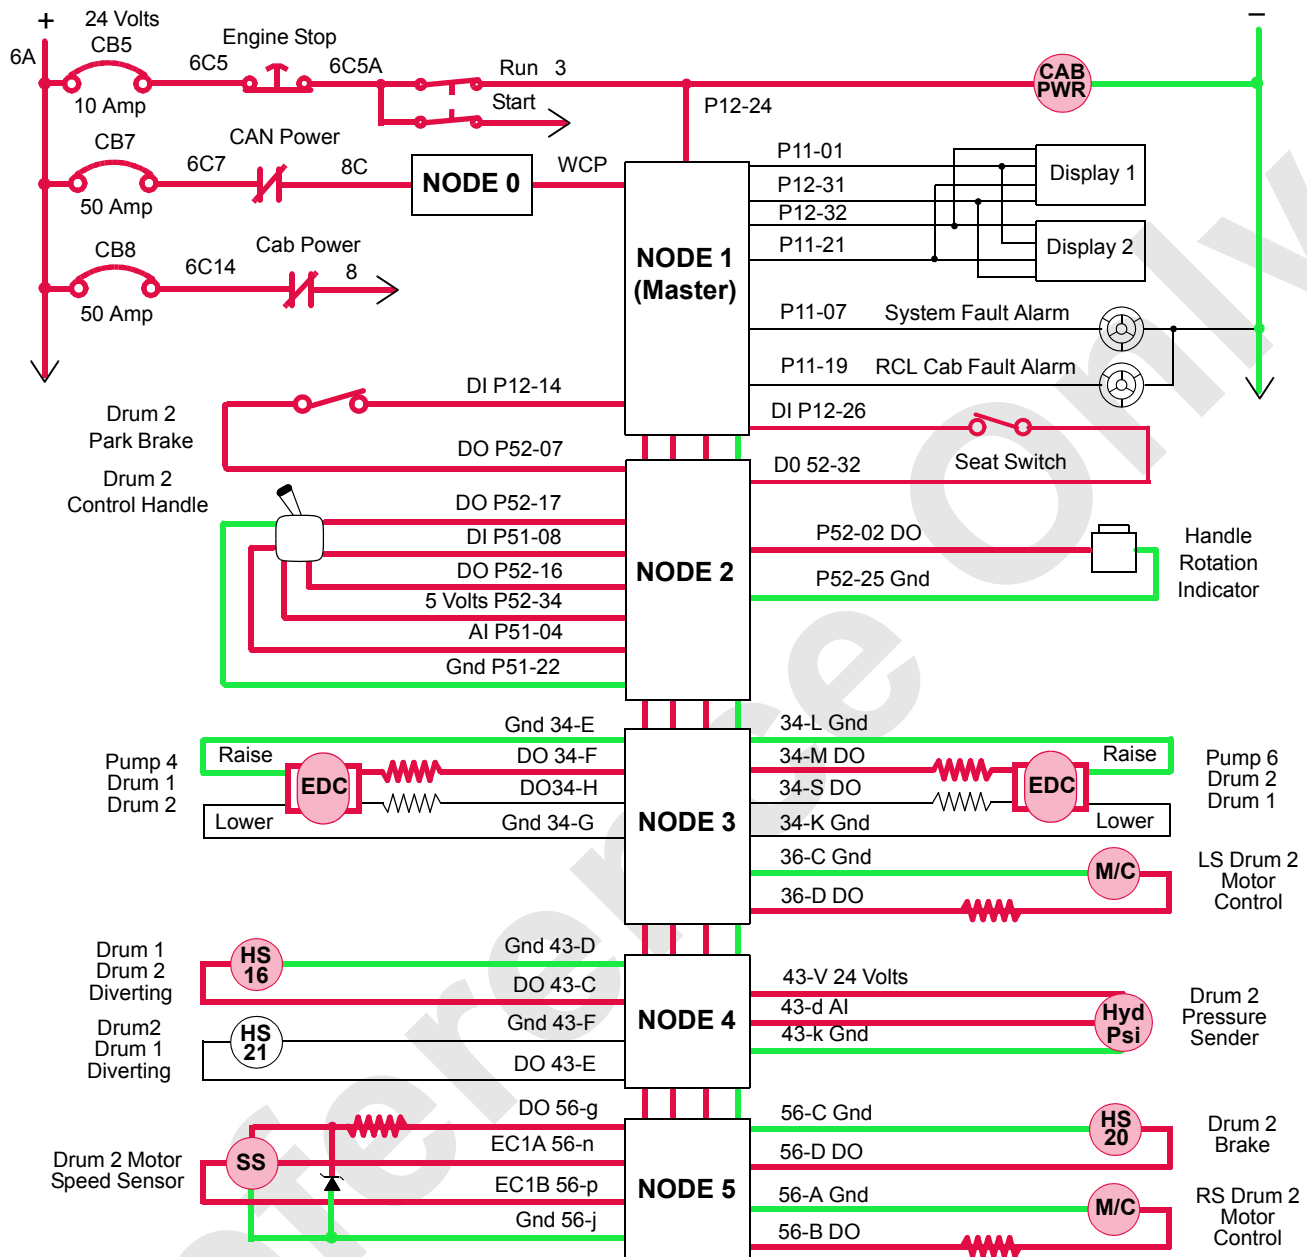 + 24 Volts −
6A CB5 6C5 Engine Stop 6C5A Run 3
10 Amp Start P12-24 CAB PWR
CB7 6C7 CAN Power 8C NODE 0 WCP
50 Amp
CB8 6C14 Cab Power 8
50 Amp
NODE 1
(Master)
P11-01
P12-31
P12-32
P11-21
Display 1
Display 2
P11-07 System Fault Alarm
P11-19 RCL Cab Fault Alarm
DI P12-14
Drum 2
Park Brake
DO P52-07
DI P12-26
D0 52-32 Seat Switch
Drum 2
Control Handle
DO P52-17
DI P51-08
DO P52-16
5 Volts P52-34
AI P51-04
Gnd P51-22
NODE 2
P52-02 DO
P52-25 Gnd
Handle
Rotation
Indicator
Pump 4
Drum 1
Drum 2
Raise
EDC
Lower
Gnd 34-E
DO 34-F
DO34-H
Gnd 34-G
NODE 3
34-L Gnd
34-M DO
34-S DO
34-K Gnd
Raise
EDC
Lower
Pump 6
Drum 2
Drum 1
36-C Gnd
36-D DO
M/C
LS Drum 2
Motor
Control
Drum 1
Drum 2
Diverting
HS
16
Gnd 43-D
DO 43-C
Drum2
Drum 1
Diverting
HS
21
Gnd 43-F
DO 43-E
NODE 4
43-V 24 Volts
43-d AI
43-k Gnd
Hyd
Psi
Drum 2
Pressure
Sender
Drum 2 Motor
Speed Sensor
SS
DO 56-g
EC1A 56-n
EC1B 56-p
Gnd 56-j
NODE 5
56-C Gnd
56-D DO
HS
20
Drum 2
Brake
56-A Gnd
56-B DO
M/C
RS Drum 2
Motor
Control
ference Only